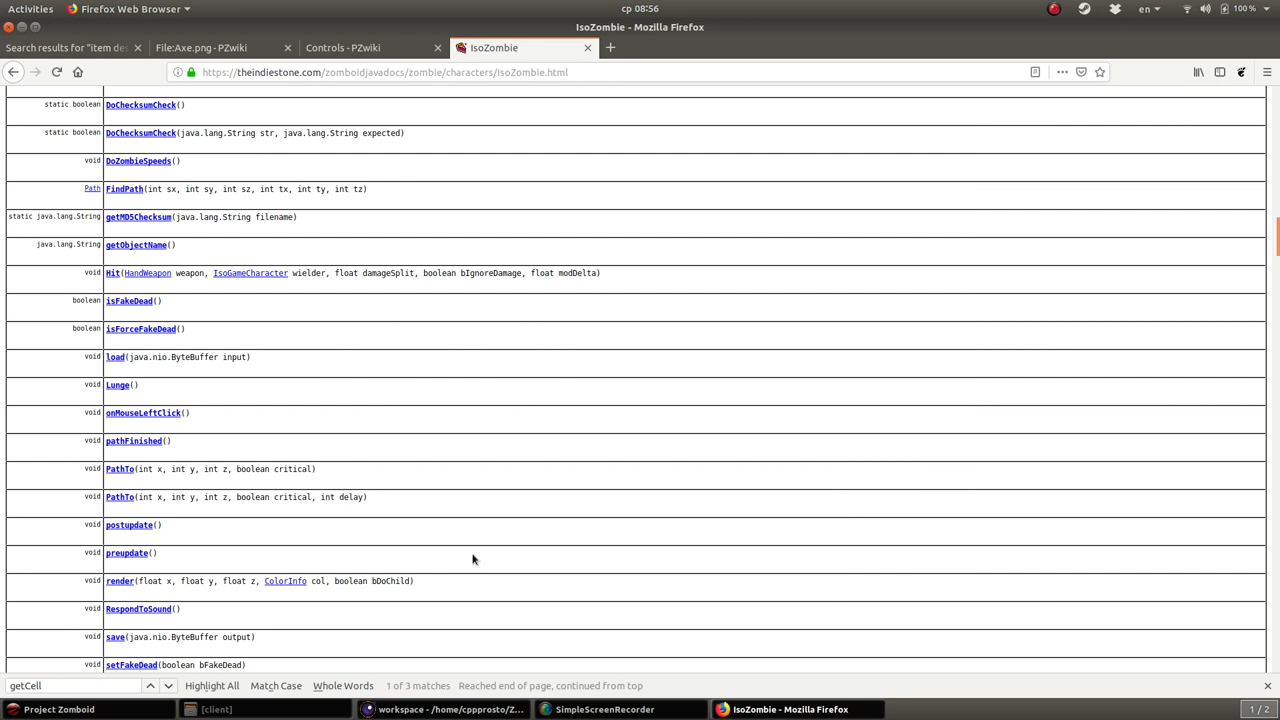 Activities Firefox Web Browser ср 08:56 en 100 %
IsoZombie - Mozilla Firefox
Search results for "item des File:Axe.png - PZwiki Controls - PZwiki IsoZombie
https://theindiestone.com/zomboidjavadocs/zombie/characters/IsoZombie.html
static boolean DoChecksumCheck()
static boolean DoChecksumCheck(java.lang.String str, java.lang.String expected)
void DoZombieSpeeds()
Path FindPath(int sx, int sy, int sz, int tx, int ty, int tz)
static java.lang.String getMD5Checksum(java.lang.String filename)
java.lang.String getObjectName()
void Hit(HandWeapon weapon, IsoGameCharacter wielder, float damageSplit, boolean bIgnoreDamage, float modDelta)
boolean isFakeDead()
boolean isForceFakeDead()
void load(java.nio.ByteBuffer input)
void Lunge()
void onMouseLeftClick()
void pathFinished()
void PathTo(int x, int y, int z, boolean critical)
void PathTo(int x, int y, int z, boolean critical, int delay)
void postupdate()
void preupdate()
void render(float x, float y, float z, ColorInfo col, boolean bDoChild)
void RespondToSound()
void save(java.nio.ByteBuffer output)
void setFakeDead(boolean bFakeDead)
getCell Highlight All Match Case Whole Words 1 of 3 matches Reached end of page, continued from top
Project Zomboid [client] workspace - /home/cppprosto/Z... SimpleScreenRecorder IsoZombie - Mozilla Firefox 1 / 2